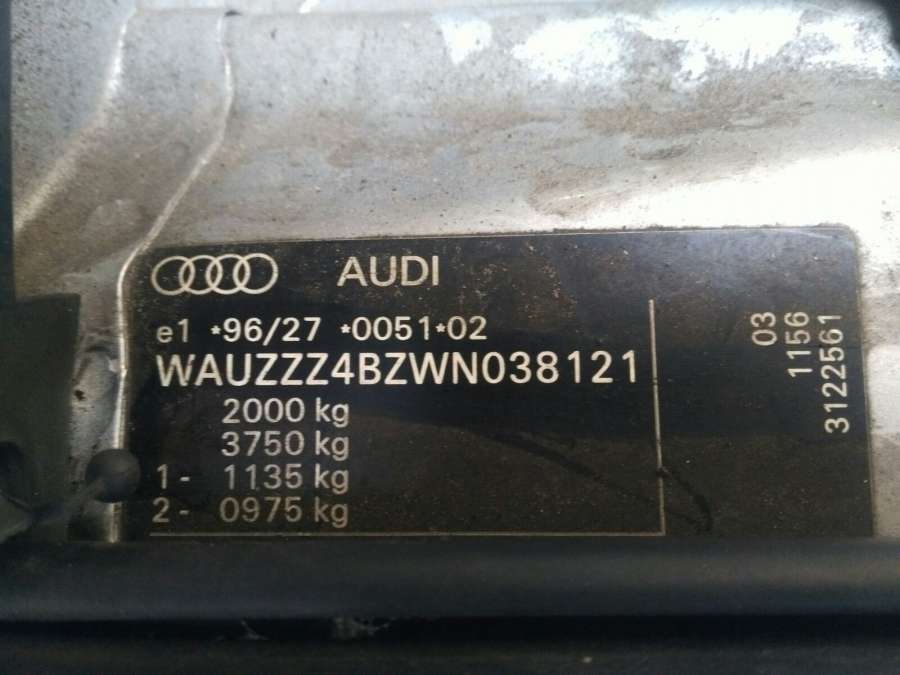 AUDI
e1 *96/27 *0051*02
WAUZZZ4BZWN038121
2000 kg
3750 kg
1- 1135 kg
2- 0975 kg
03
1156
3122561